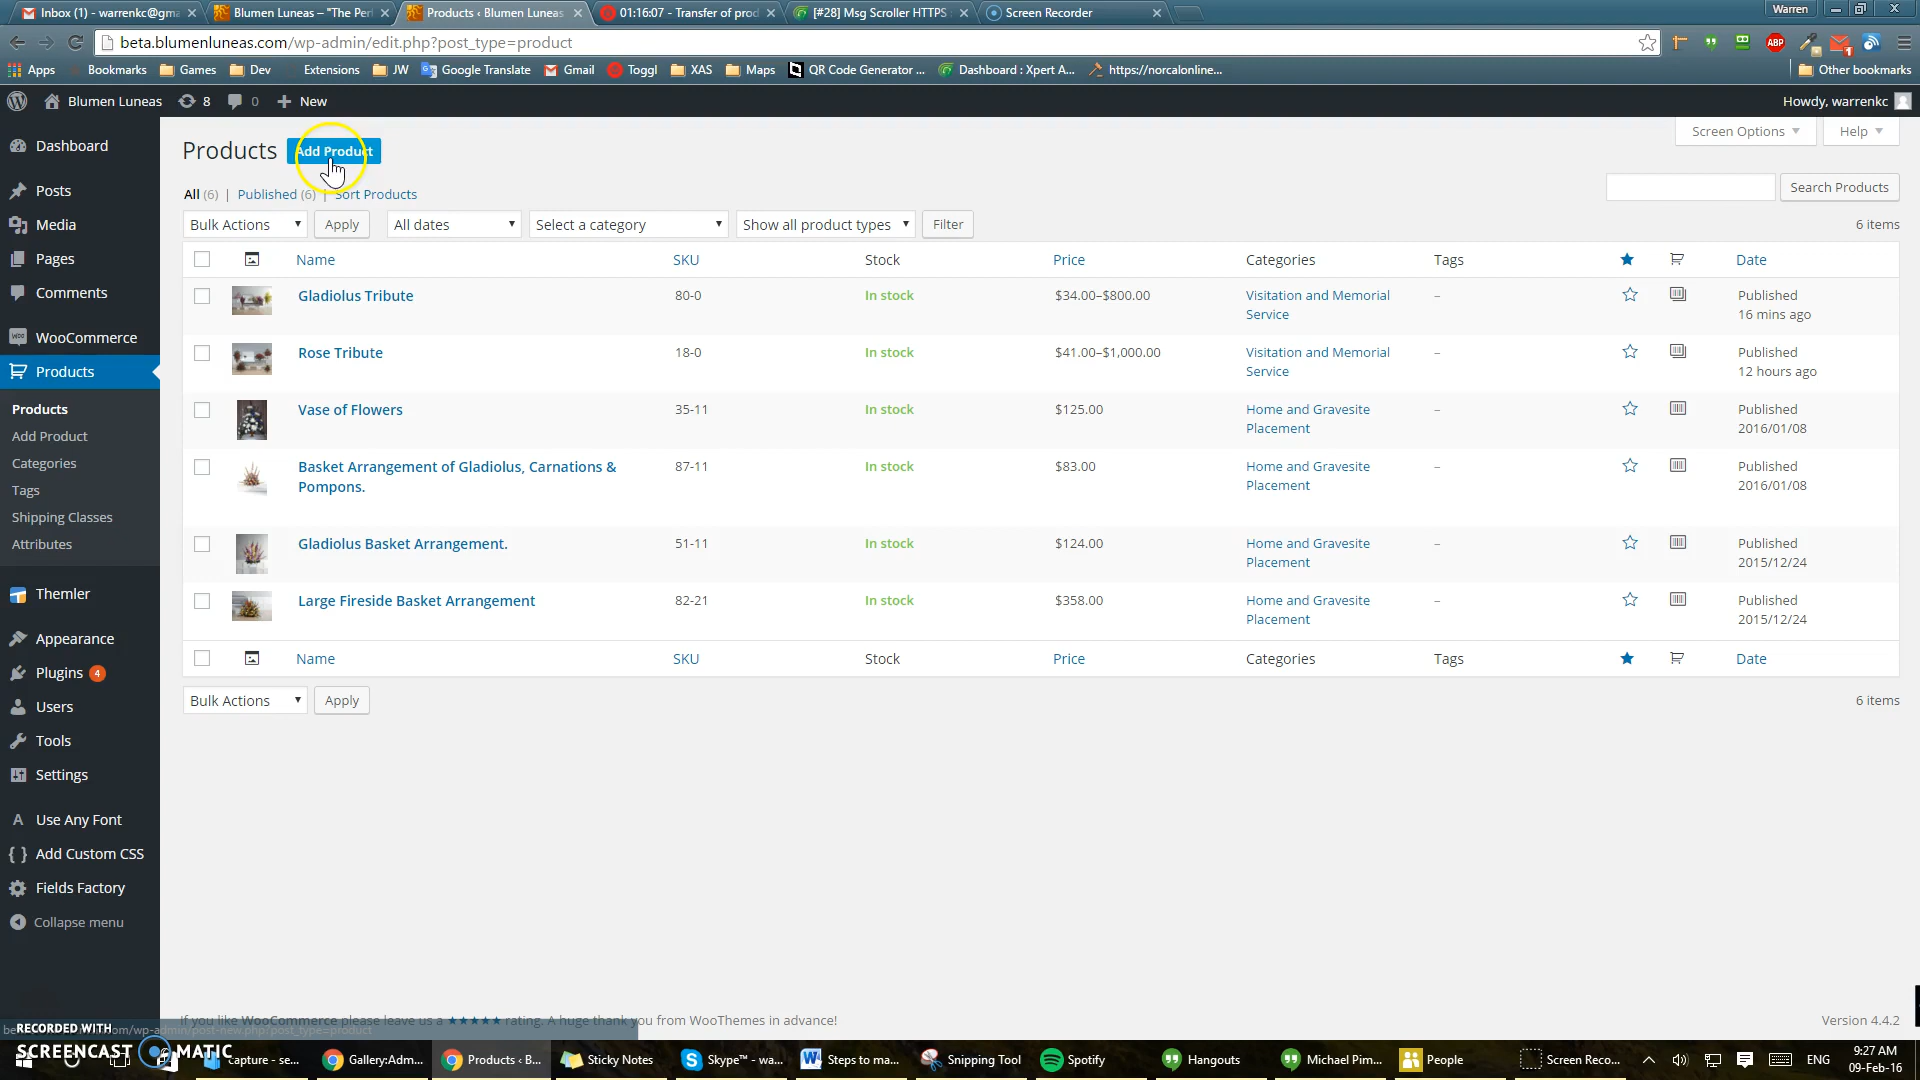 Inbox (1) - warrenkc@gma
Blumen Luneas – "The Per
Products ‹ Blumen Luneas
01:16:07 - Transfer of prod
[#28] Msg Scroller HTTPS
Screen Recorder
Warren
beta.blumenluneas.com/wp-admin/edit.php?post_type=product
Apps
Bookmarks
Games
Dev
Extensions
JW
Google Translate
Gmail
Toggl
XAS
Maps
QR Code Generator ...
Dashboard : Xpert A...
https://norcalonline...
Other bookmarks
Blumen Luneas 8 0 New
Howdy, warrenkc
Dashboard
Posts
Media
Pages
Comments
WooCommerce
Products
Products
Add Product
Categories
Tags
Shipping Classes
Attributes
Themler
Appearance
Plugins 4
Users
Tools
Settings
Use Any Font
Add Custom CSS
Fields Factory
Collapse menu
Products Add Product
Screen Options Help
All (6) | Published (6) | Sort Products
Search Products
Bulk Actions Apply All dates Select a category Show all product types Filter 6 items
Name SKU Stock Price Categories Tags Date
Gladiolus Tribute 80-0 In stock $34.00–$800.00 Visitation and Memorial Service – Published 16 mins ago
Rose Tribute 18-0 In stock $41.00–$1,000.00 Visitation and Memorial Service – Published 12 hours ago
Vase of Flowers 35-11 In stock $125.00 Home and Gravesite Placement – Published 2016/01/08
Basket Arrangement of Gladiolus, Carnations & Pompons. 87-11 In stock $83.00 Home and Gravesite Placement – Published 2016/01/08
Gladiolus Basket Arrangement. 51-11 In stock $124.00 Home and Gravesite Placement – Published 2015/12/24
Large Fireside Basket Arrangement 82-21 In stock $358.00 Home and Gravesite Placement – Published 2015/12/24
Name SKU Stock Price Categories Tags Date
Bulk Actions Apply 6 items
If you like WooCommerce please leave us a ★★★★★ rating. A huge thank you from WooThemes in advance!
Version 4.4.2
.com/wp-admin/post-new.php?post_type=product
RECORDED WITH
SCREENCAST MATIC
Capture - se...
Gallery:Adm...
Products ‹ B...
Sticky Notes
Skype™ - wa...
Steps to ma...
Snipping Tool
Spotify
Hangouts
Michael Pim...
People
Screen Reco...
ENG
9:27 AM
09-Feb-16